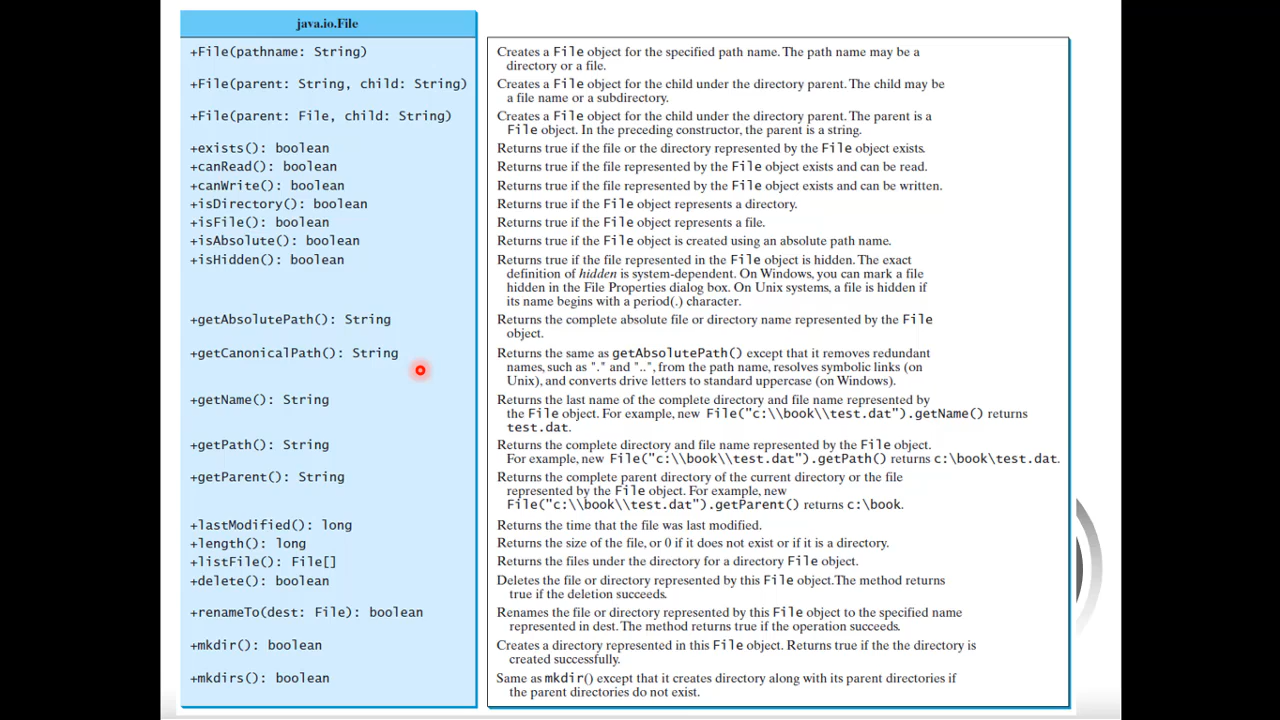 java.io.File
+File(pathname: String)
Creates a File object for the specified path name. The path name may be a
directory or a file.
+File(parent: String, child: String)
Creates a File object for the child under the directory parent. The child may be
a file name or a subdirectory.
+File(parent: File, child: String)
Creates a File object for the child under the directory parent. The parent is a
File object. In the preceding constructor, the parent is a string.
+exists(): boolean
Returns true if the file or the directory represented by the File object exists.
+canRead(): boolean
Returns true if the file represented by the File object exists and can be read.
+canWrite(): boolean
Returns true if the file represented by the File object exists and can be written.
+isDirectory(): boolean
Returns true if the File object represents a directory.
+isFile(): boolean
Returns true if the File object represents a file.
+isAbsolute(): boolean
Returns true if the File object is created using an absolute path name.
+isHidden(): boolean
Returns true if the file represented in the File object is hidden. The exact
definition of hidden is system-dependent. On Windows, you can mark a file
hidden in the File Properties dialog box. On Unix systems, a file is hidden if
its name begins with a period(.) character.
+getAbsolutePath(): String
Returns the complete absolute file or directory name represented by the File
object.
+getCanonicalPath(): String
Returns the same as getAbsolutePath() except that it removes redundant
names, such as "." and "..", from the path name, resolves symbolic links (on
Unix), and converts drive letters to standard uppercase (on Windows).
+getName(): String
Returns the last name of the complete directory and file name represented by
the File object. For example, new File("c:\\book\\test.dat").getName() returns
test.dat.
+getPath(): String
Returns the complete directory and file name represented by the File object.
For example, new File("c:\\book\\test.dat").getPath() returns c:\book\test.dat.
+getParent(): String
Returns the complete parent directory of the current directory or the file
represented by the File object. For example, new
File("c:\\book\\test.dat").getParent() returns c:\book.
+lastModified(): long
Returns the time that the file was last modified.
+length(): long
Returns the size of the file, or 0 if it does not exist or if it is a directory.
+listFile(): File[]
Returns the files under the directory for a directory File object.
+delete(): boolean
Deletes the file or directory represented by this File object.The method returns
true if the deletion succeeds.
+renameTo(dest: File): boolean
Renames the file or directory represented by this File object to the specified name
represented in dest. The method returns true if the operation succeeds.
+mkdir(): boolean
Creates a directory represented in this File object. Returns true if the the directory is
created successfully.
+mkdirs(): boolean
Same as mkdir() except that it creates directory along with its parent directories if
the parent directories do not exist.